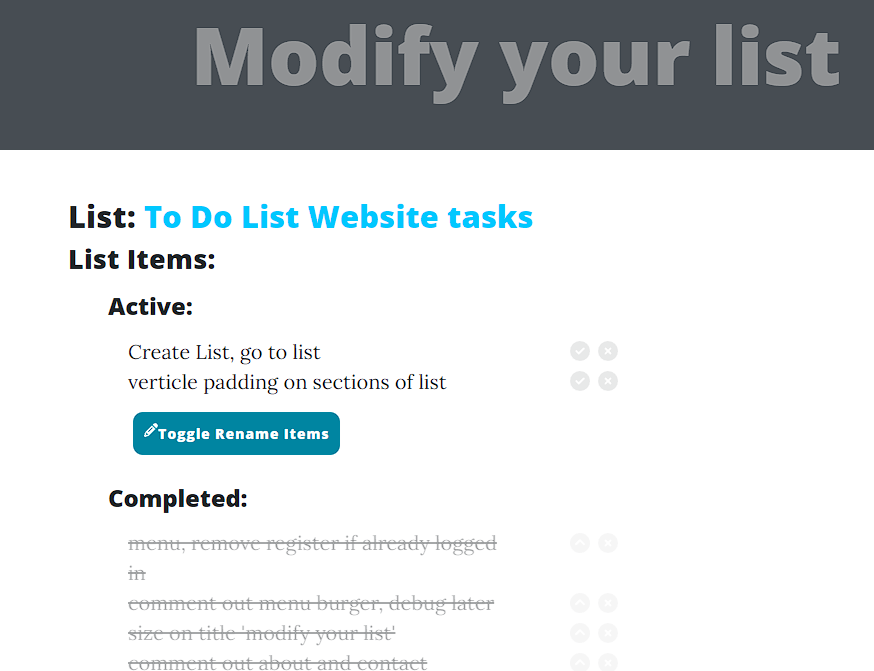 Modify your list
List: To Do List Website tasks
List Items:
Active:
Create List, go to list
verticle padding on sections of list
Toggle Rename Items
Completed:
menu, remove register if already logged
in
comment out menu burger, debug later
size on title 'modify your list'
comment out about and contact